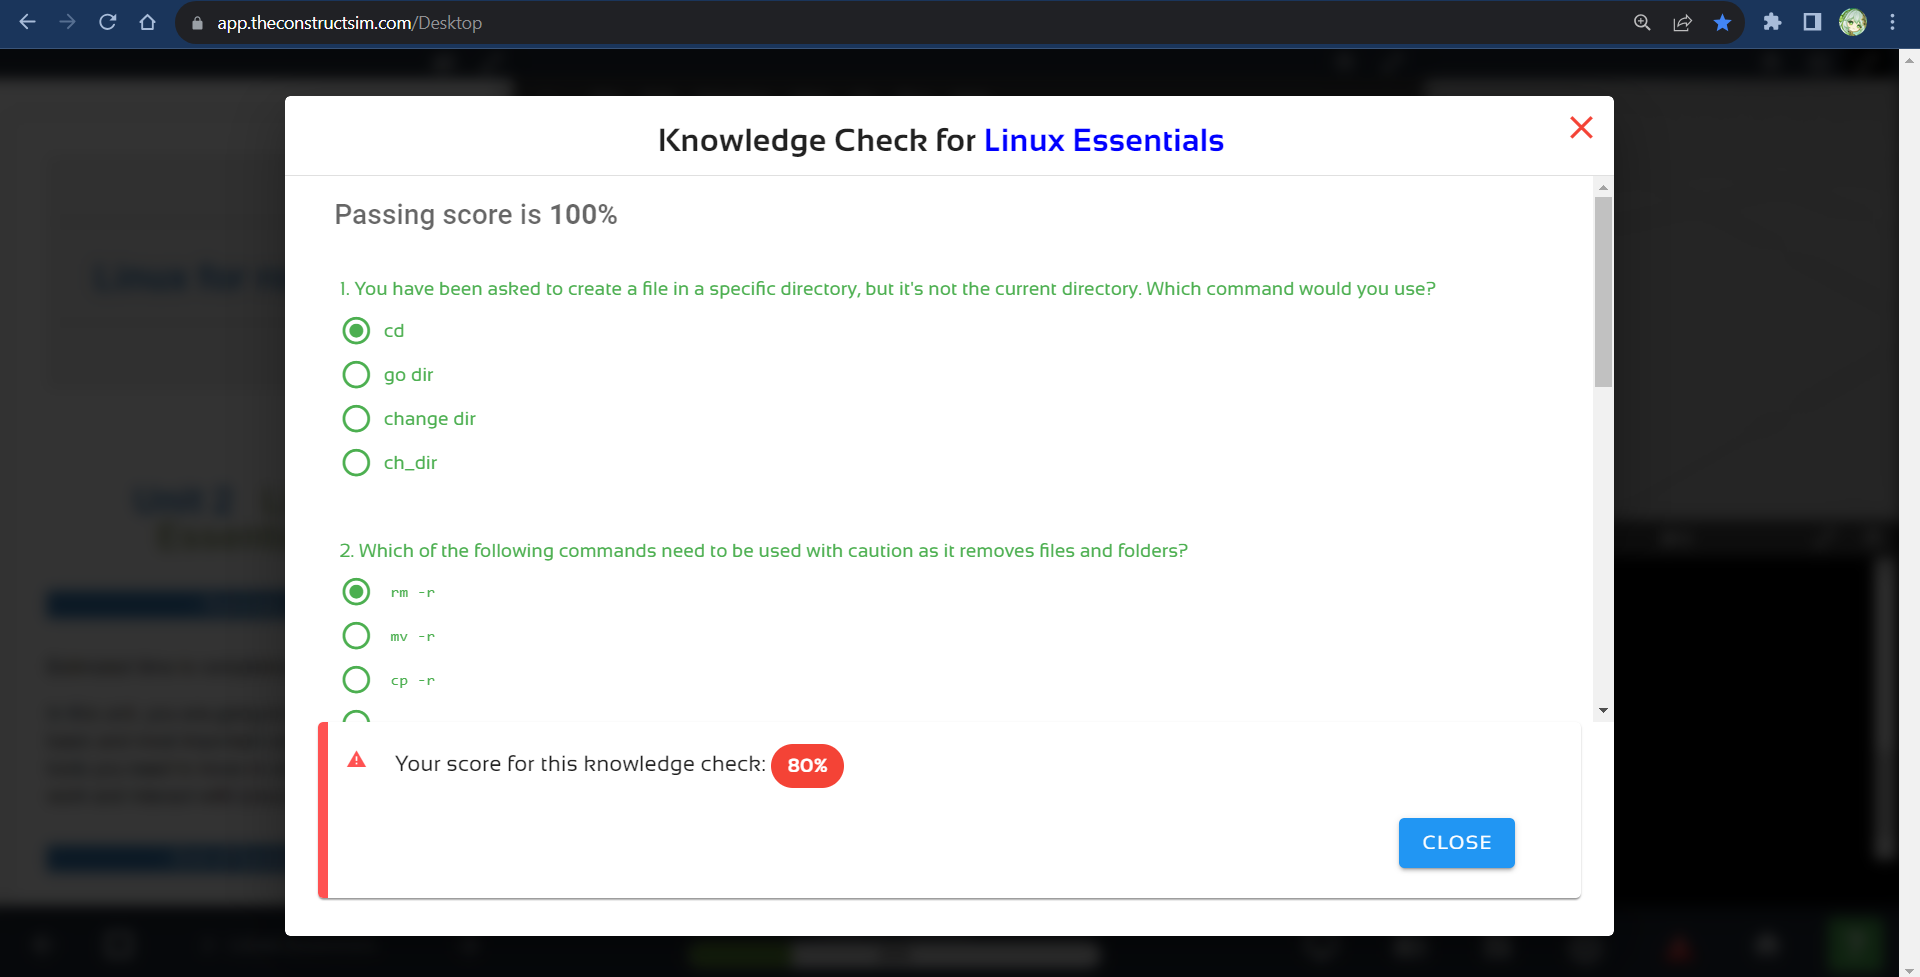 app.theconstructsim.com/Desktop
Knowledge Check for Linux Essentials
Passing score is 100%
1. You have been asked to create a file in a specific directory, but it's not the current directory. Which command would you use?
cd
go dir
change dir
ch_dir
2. Which of the following commands need to be used with caution as it removes files and folders?
rm -r
mv -r
cp -r
Your score for this knowledge check: 80%
CLOSE
Unit 2